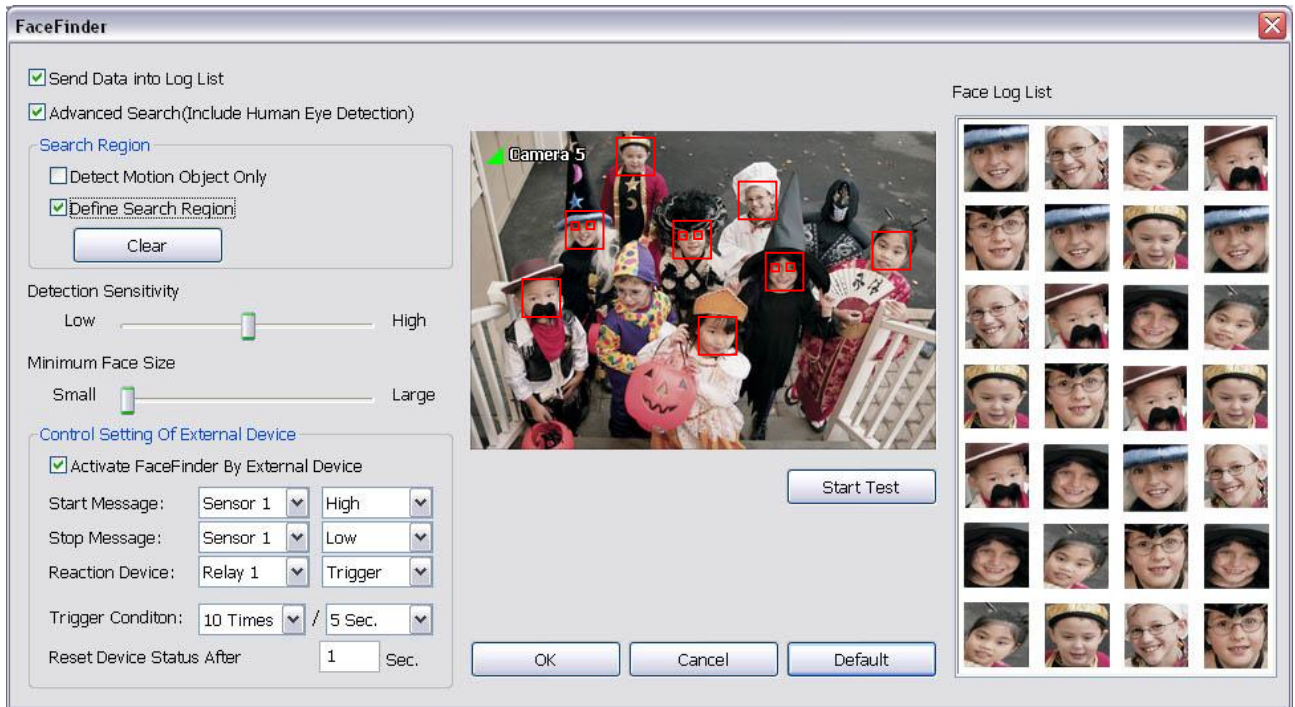 FaceFinder
Send Data into Log List
Advanced Search(Include Human Eye Detection)
Search Region
Detect Motion Object Only
Define Search Region
Clear
Detection Sensitivity
Low High
Minimum Face Size
Small Large
Control Setting Of External Device
Activate FaceFinder By External Device
Start Message: Sensor 1 High
Stop Message: Sensor 1 Low
Reaction Device: Relay 1 Trigger
Trigger Conditon: 10 Times / 5 Sec.
Reset Device Status After 1 Sec.
Camera 5
Start Test
OK Cancel Default
Face Log List